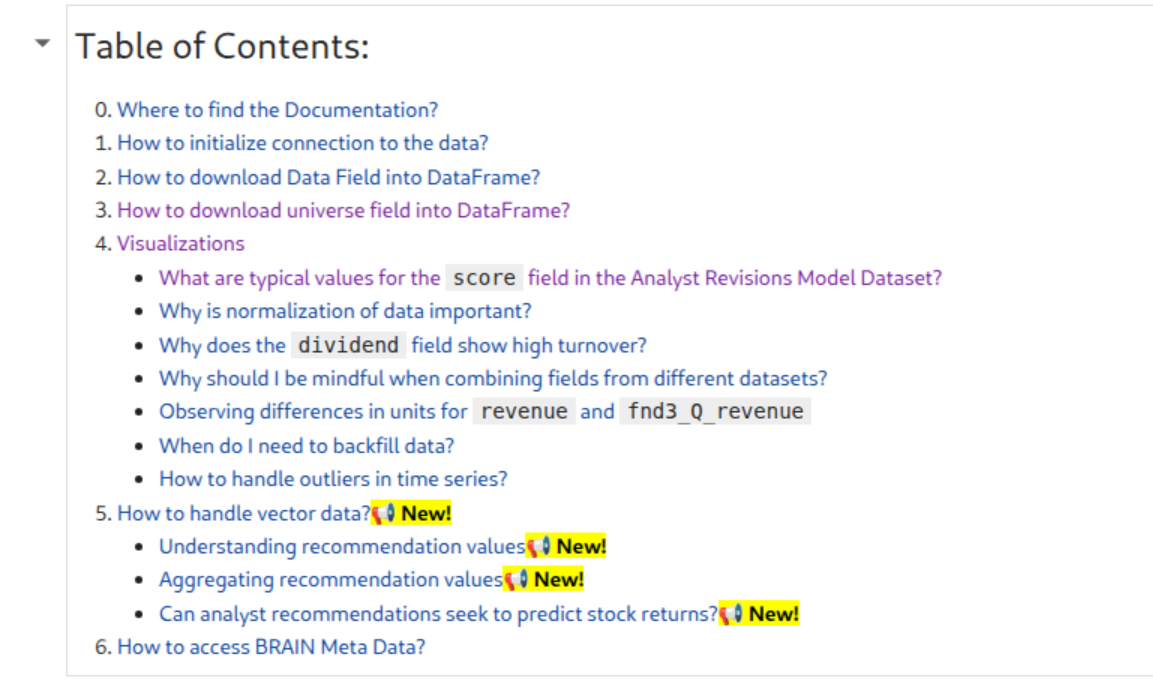 Table of Contents:
0. Where to find the Documentation?
1. How to initialize connection to the data?
2. How to download Data Field into DataFrame?
3. How to download universe field into DataFrame?
4. Visualizations
• What are typical values for the score field in the Analyst Revisions Model Dataset?
• Why is normalization of data important?
• Why does the dividend field show high turnover?
• Why should I be mindful when combining fields from different datasets?
• Observing differences in units for revenue and fnd3_Q_revenue
• When do I need to backfill data?
• How to handle outliers in time series?
5. How to handle vector data?📢 New!
• Understanding recommendation values📢 New!
• Aggregating recommendation values📢 New!
• Can analyst recommendations seek to predict stock returns?📢 New!
6. How to access BRAIN Meta Data?